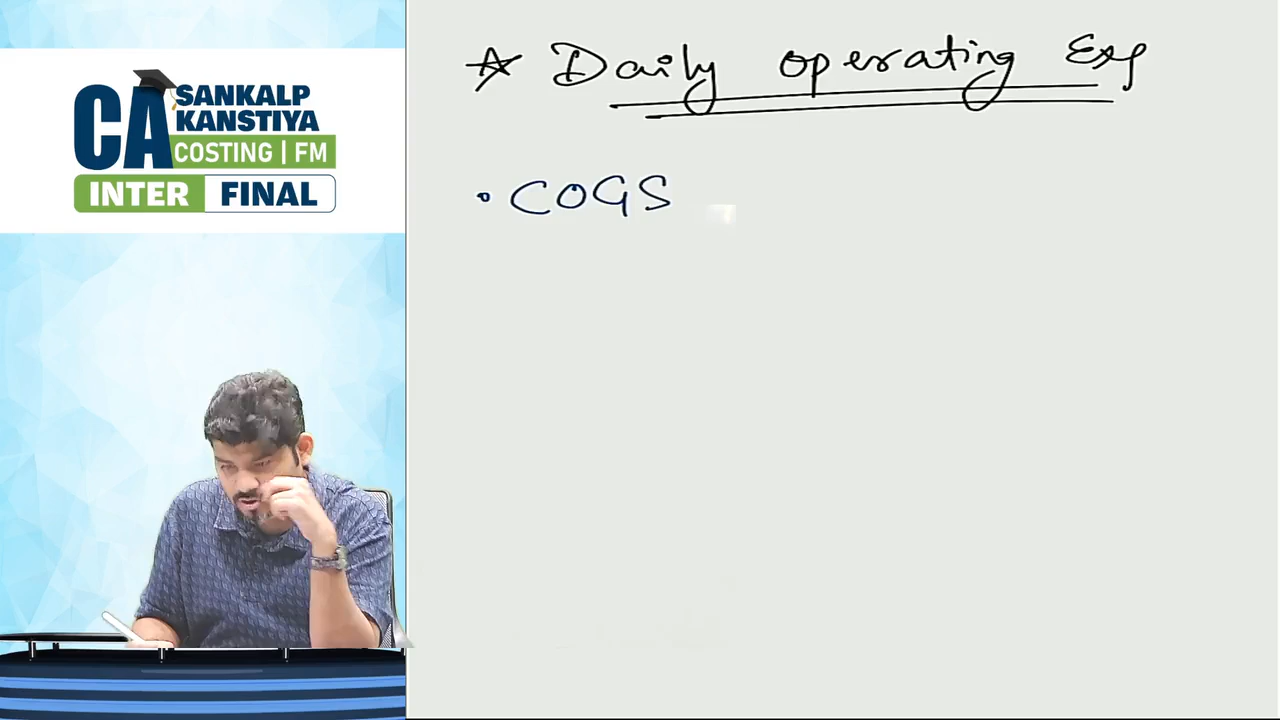 CA SANKALP KANSTIYA
COSTING | FM
INTER FINAL
☆ Daily operating Exp
• COGS